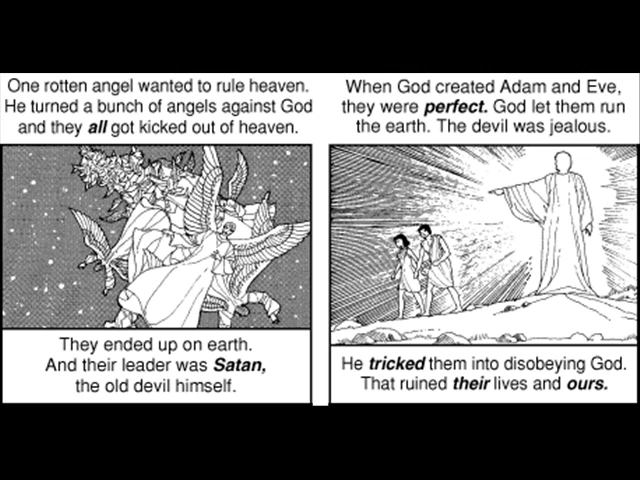 One rotten angel wanted to rule heaven.
He turned a bunch of angels against God
and they all got kicked out of heaven.
They ended up on earth.
And their leader was Satan,
the old devil himself.
When God created Adam and Eve,
they were perfect. God let them run
the earth. The devil was jealous.
He tricked them into disobeying God.
That ruined their lives and ours.